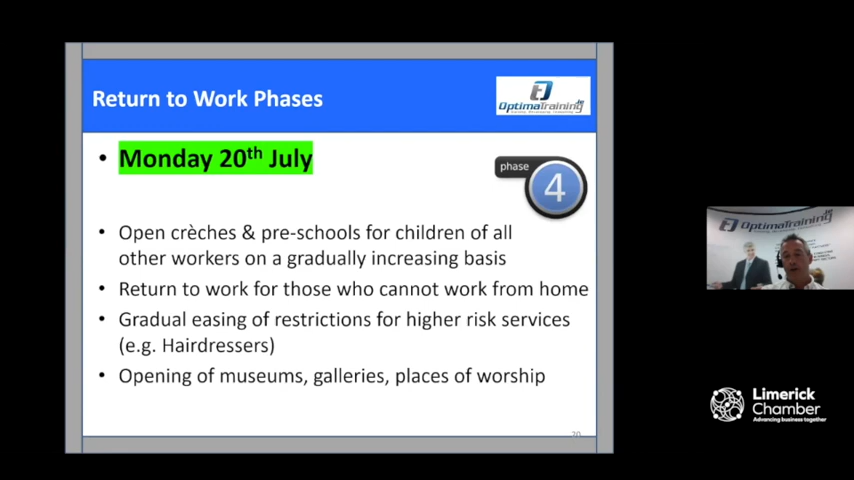 Return to Work Phases
OptimaTraining.ie
• Monday 20th July
phase
4
• Open crèches & pre-schools for children of all
other workers on a gradually increasing basis
• Return to work for those who cannot work from home
• Gradual easing of restrictions for higher risk services
(e.g. Hairdressers)
• Opening of museums, galleries, places of worship
20
OptimaTraining
Limerick
Chamber
Advancing business together